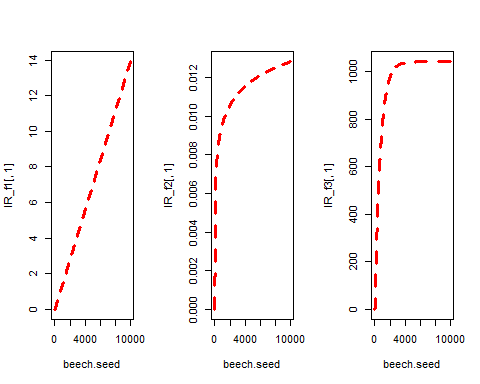 IR_f1[, 1]
14
12
10
8
6
4
2
0
0 4000 10000
beech.seed
IR_f2[, 1]
0.012
0.010
0.008
0.006
0.004
0.002
0.000
0 4000 10000
beech.seed
IR_f3[, 1]
1000
800
600
400
200
0
0 4000 10000
beech.seed